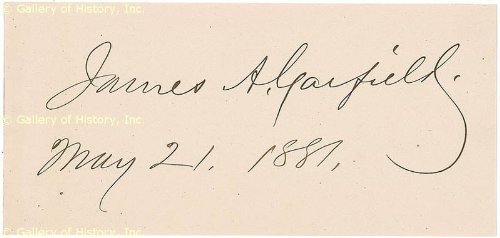 © Gallery of History, Inc.
James A. Garfield.
© Gallery of History, Inc.
May 21. 1881.
© Gallery of History, Inc.